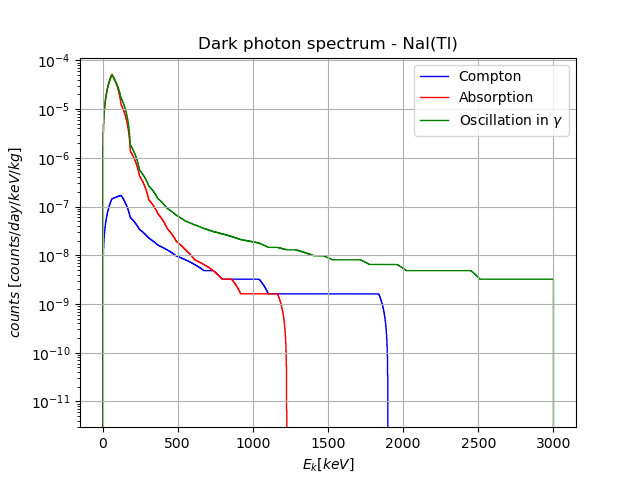 Dark photon spectrum - NaI(Tl)
Compton
Absorption
Oscillation in γ
counts [counts/day/keV/kg]
10⁻⁴
10⁻⁵
10⁻⁶
10⁻⁷
10⁻⁸
10⁻⁹
10⁻¹⁰
10⁻¹¹
0 500 1000 1500 2000 2500 3000
Eₖ[keV]